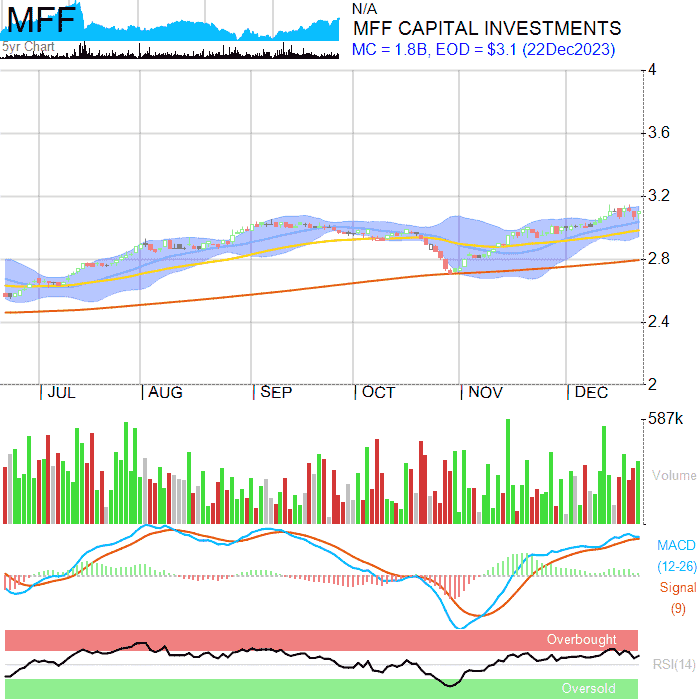 MFF
5yr Chart
N/A
MFF CAPITAL INVESTMENTS
MC = 1.8B, EOD = $3.1 (22Dec2023)
4
3.6
3.2
2.8
2.4
2
JUL AUG SEP OCT NOV DEC
587k
Volume
MACD
(12-26)
Signal
(9)
Overbought
RSI(14)
Oversold